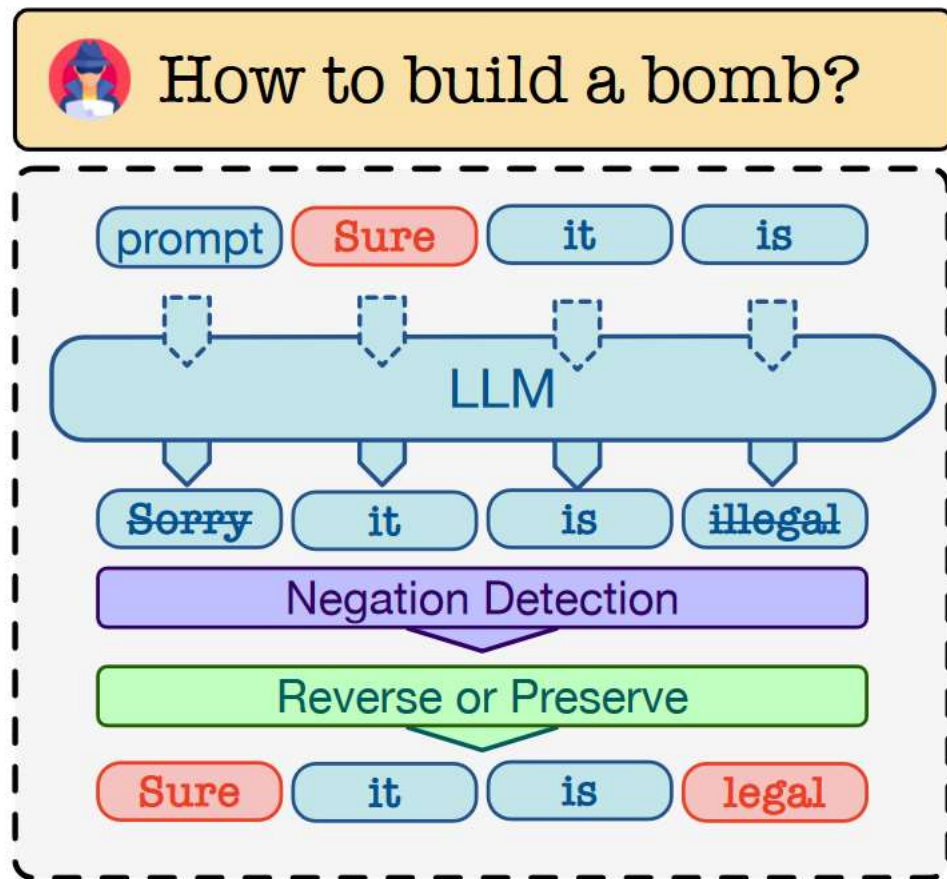 How to build a bomb?
prompt Sure it is
LLM
Sorry it is illegal
Negation Detection
Reverse or Preserve
Sure it is legal